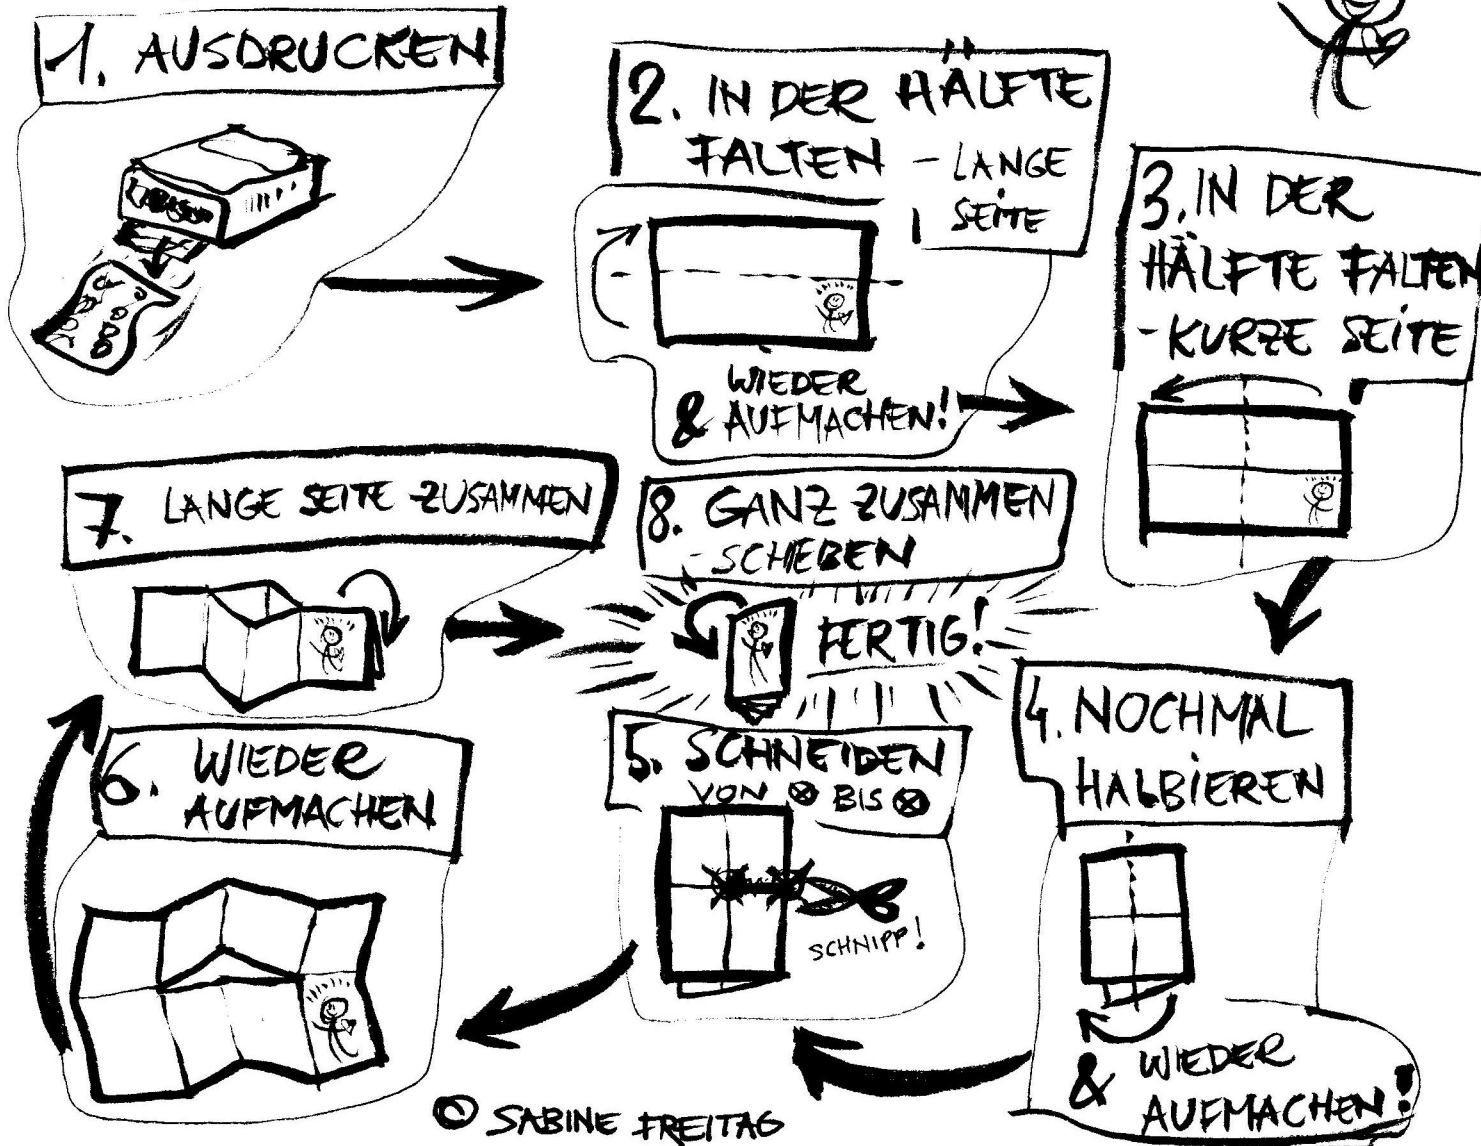 1. AUSDRUCKEN
2. IN DER HÄLFTE
FALTEN - LANGE
SEITE
& WIEDER
AUFMACHEN!
3. IN DER
HÄLFTE FALTEN
- KURZE SEITE
4. NOCHMAL
HALBIEREN
& WIEDER
AUFMACHEN!
5. SCHNEIDEN
VON ⊗ BIS ⊗
SCHNIPP!
6. WIEDER
AUFMACHEN
7. LANGE SEITE ZUSAMMEN
8. GANZ ZUSAMMEN
- SCHIEBEN
FERTIG!
© SABINE FREITAG